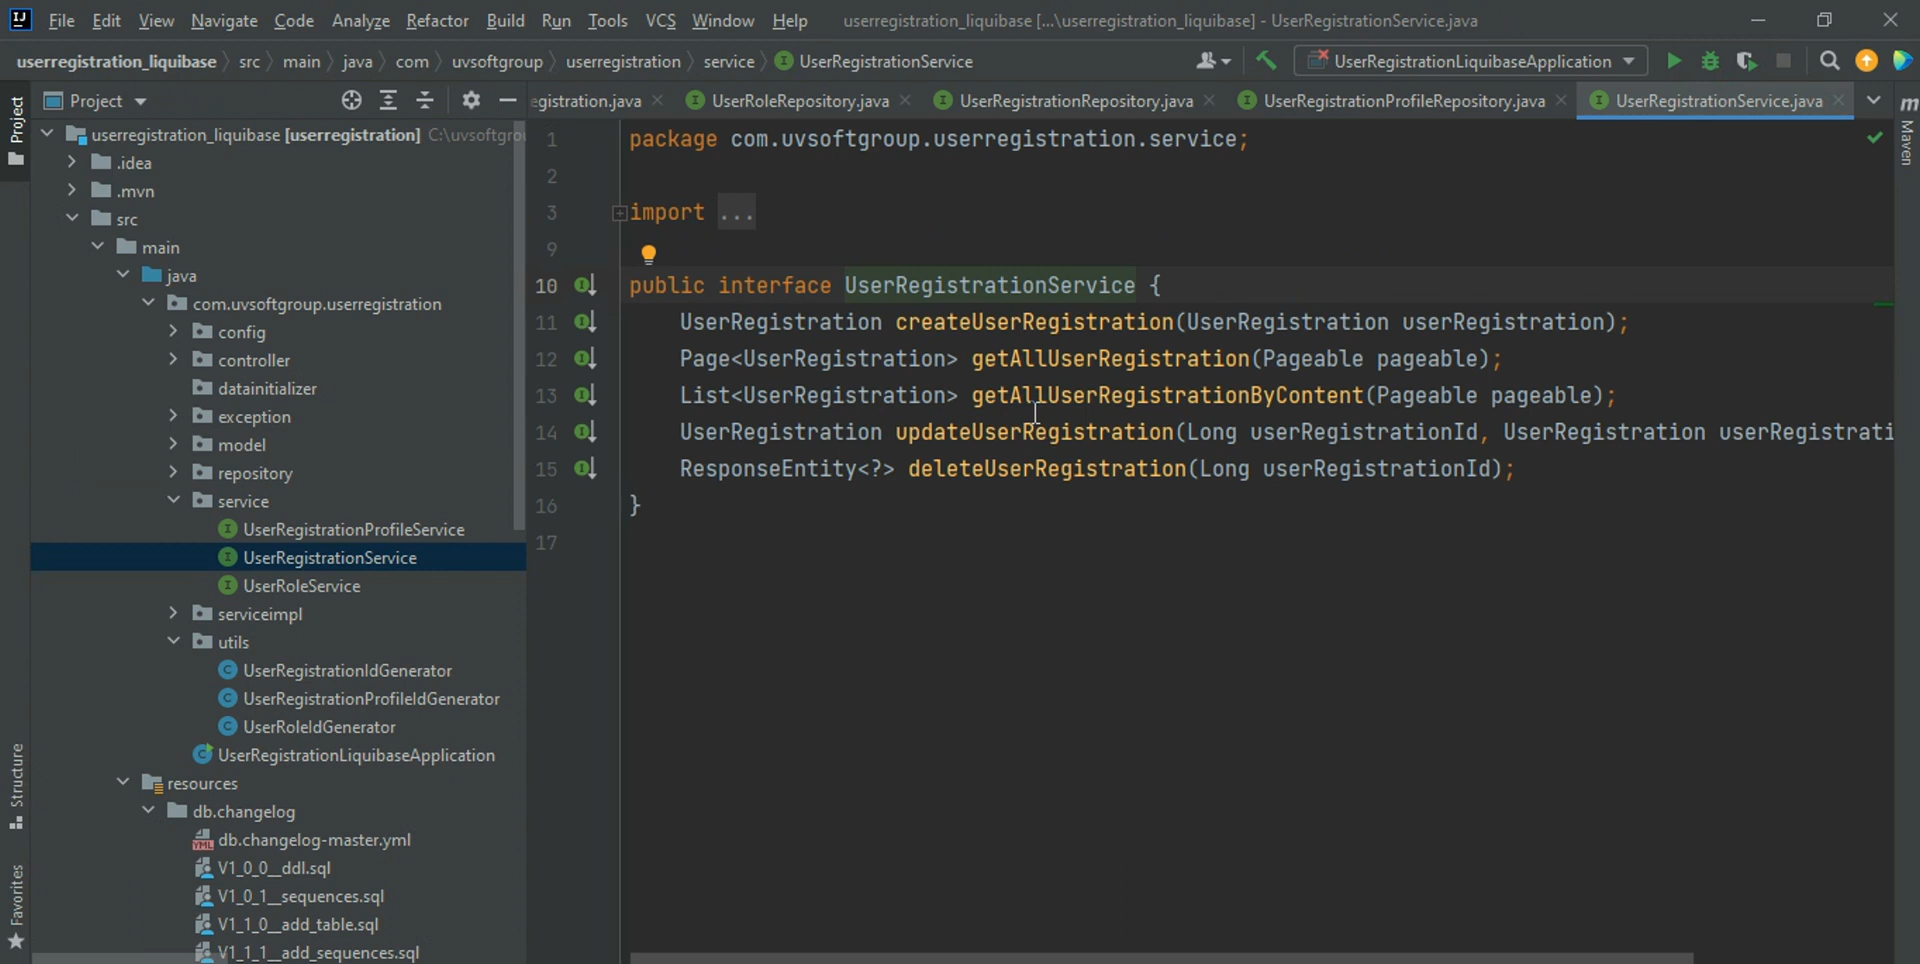 File Edit View Navigate Code Analyze Refactor Build Run Tools VCS Window Help userregistration_liquibase [...\userregistration_liquibase] - UserRegistrationService.java
userregistration_liquibase src main java com uvsoftgroup userregistration service UserRegistrationService UserRegistrationLiquibaseApplication
Project
egistration.java UserRoleRepository.java UserRegistrationRepository.java UserRegistrationProfileRepository.java UserRegistrationService.java
Project
userregistration_liquibase [userregistration] C:\uvsoftgrou
.idea
.mvn
src
main
java
com.uvsoftgroup.userregistration
config
controller
datainitializer
exception
model
repository
service
UserRegistrationProfileService
UserRegistrationService
UserRoleService
serviceimpl
utils
UserRegistrationIdGenerator
UserRegistrationProfileIdGenerator
UserRoleIdGenerator
UserRegistrationLiquibaseApplication
resources
db.changelog
db.changelog-master.yml
V1_0_0__ddl.sql
V1_0_1__sequences.sql
V1_1_0__add_table.sql
V1_1_1__add_sequences.sql
Structure
Favorites
1 package com.uvsoftgroup.userregistration.service;
2
3 import ...
9
10 public interface UserRegistrationService {
11 UserRegistration createUserRegistration(UserRegistration userRegistration);
12 Page<UserRegistration> getAllUserRegistration(Pageable pageable);
13 List<UserRegistration> getAllUserRegistrationByContent(Pageable pageable);
14 UserRegistration updateUserRegistration(Long userRegistrationId, UserRegistration userRegistrati
15 ResponseEntity<?> deleteUserRegistration(Long userRegistrationId);
16 }
17
Maven